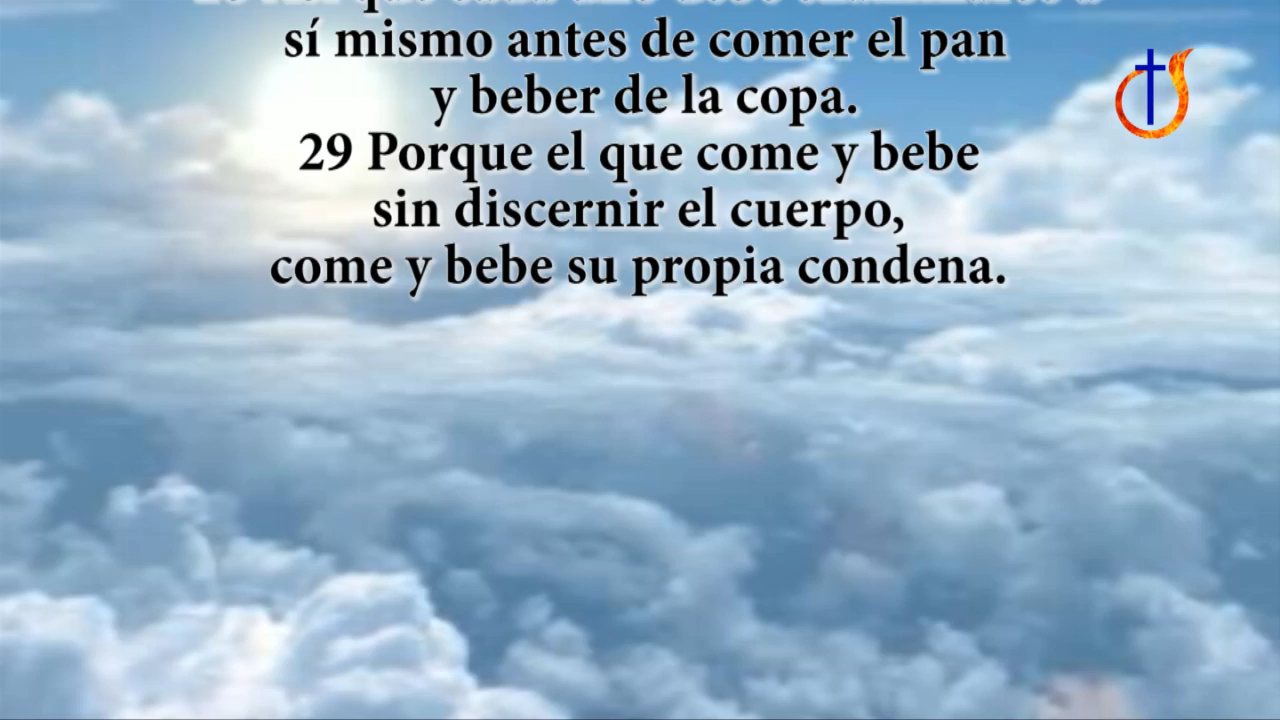 sí mismo antes de comer el pan
y beber de la copa.
29 Porque el que come y bebe
sin discernir el cuerpo,
come y bebe su propia condena.